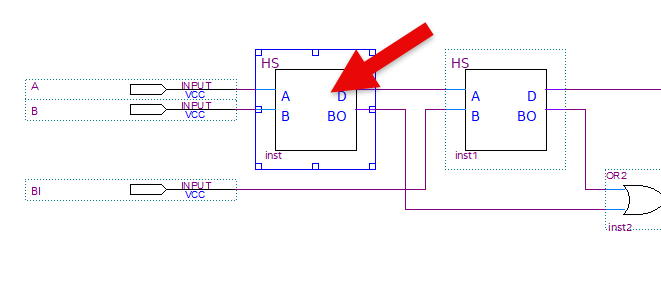 HS
HS
A
INPUT
VCC
A
D
A
D
B
INPUT
VCC
B
BO
B
BO
inst
inst1
OR2
BI
INPUT
VCC
inst2